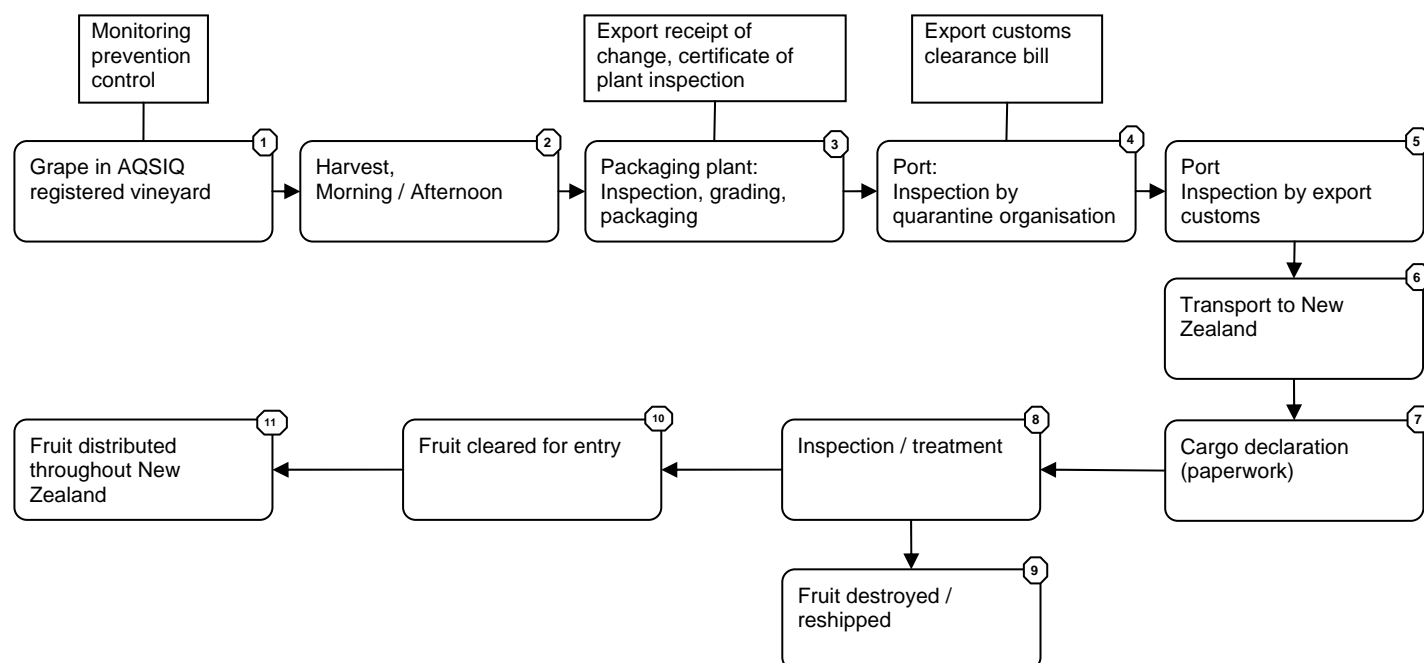 Monitoring
prevention
control
Export receipt of
change, certificate of
plant inspection
Export customs
clearance bill
1
Grape in AQSIQ
registered vineyard
2
Harvest,
Morning / Afternoon
3
Packaging plant:
Inspection, grading,
packaging
4
Port:
Inspection by
quarantine organisation
5
Port
Inspection by export
customs
6
Transport to New
Zealand
7
Cargo declaration
(paperwork)
8
Inspection / treatment
10
Fruit cleared for entry
11
Fruit distributed
throughout New
Zealand
9
Fruit destroyed /
reshipped